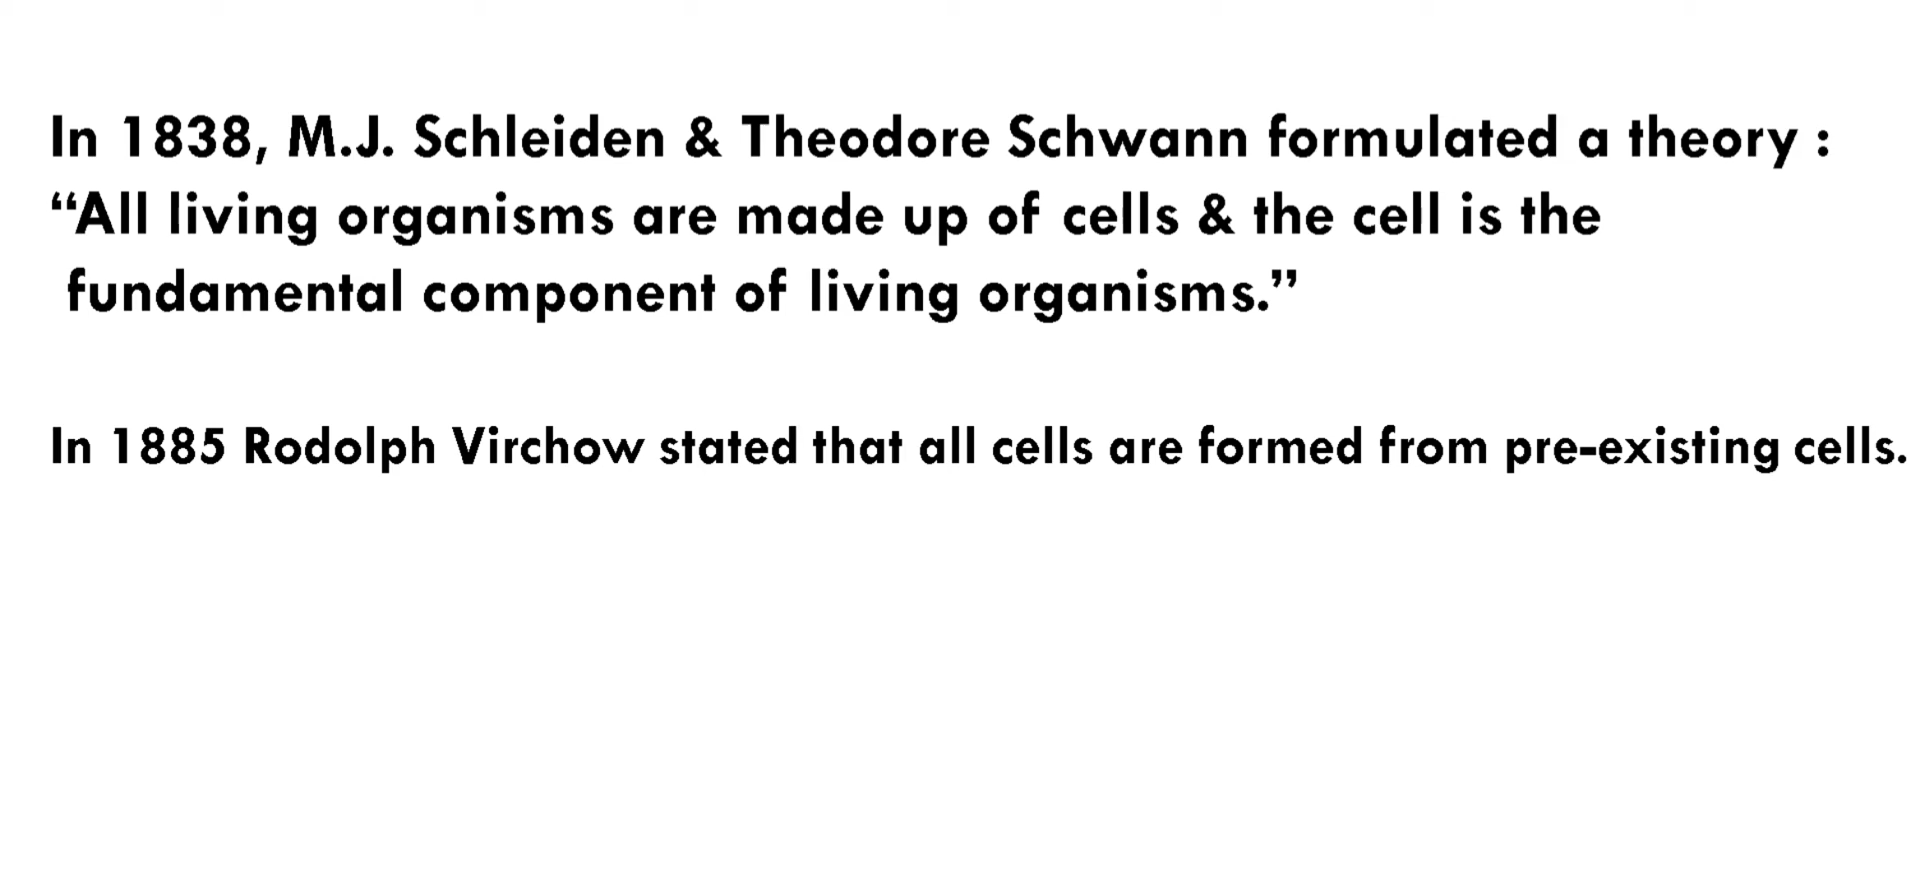 In 1838, M.J. Schleiden & Theodore Schwann formulated a theory :
“All living organisms are made up of cells & the cell is the
fundamental component of living organisms.”
In 1885 Rodolph Virchow stated that all cells are formed from pre-existing cells.